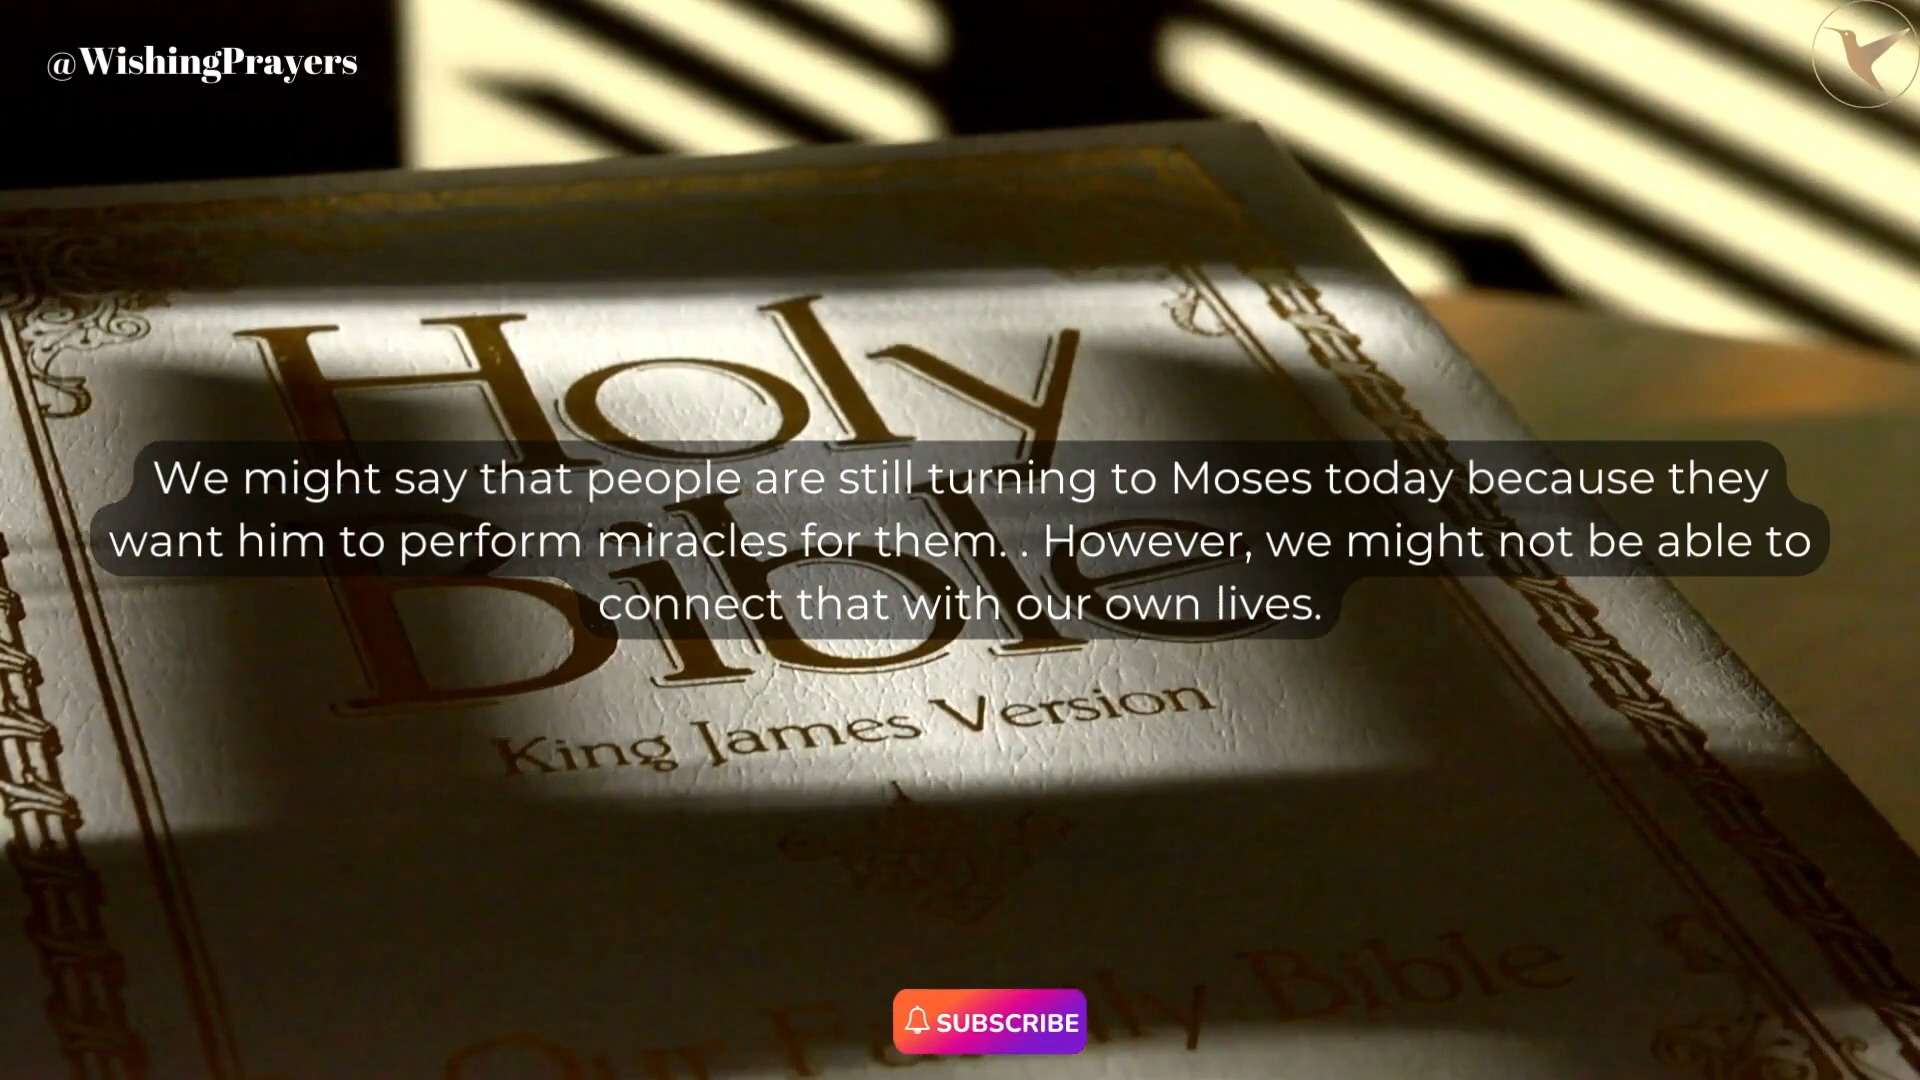 @WishingPrayers
Holy
We might say that people are still turning to Moses today because they
want him to perform miracles for them. . However, we might not be able to
connect that with our own lives.
Bible
King James Version
Our Family Bible
SUBSCRIBE